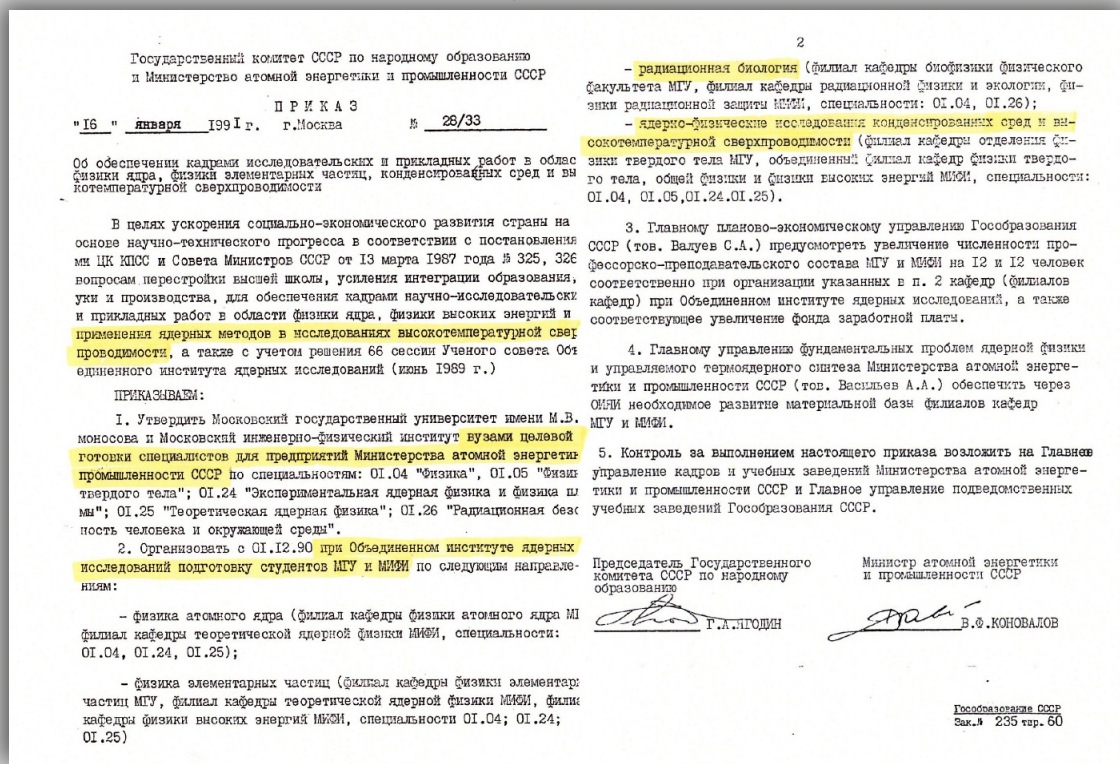 Государственный комитет СССР по народному образованию
и Министерство атомной энергетики и промышленности СССР
ПРИКАЗ
"16 " января 1991 г. г.Москва № 28/33
Об обеспечении кадрами исследовательских и прикладных работ в облас
физики ядра, физики элементарных частиц, конденсированных сред и вы
котемпературной сверхпроводимости
В целях ускорения социально-экономического развития страны на
основе научно-технического прогресса в соответствии с постановления
ми ЦК КПСС и Совета Министров СССР от 13 марта 1987 года № 325, 326
вопросам перестройки высшей школы, усиления интеграции образования,
уки и производства, для обеспечения кадрами научно-исследовательски
и прикладных работ в области физики ядра, физики высоких энергий и
применения ядерных методов в исследованиях высокотемпературной свер
проводимости, а также с учетом решения 66 сессии Ученого совета Объ
единенного института ядерных исследований (июнь 1989 г.)
ПРИКАЗЫВАЕМ:
1. Утвердить Московский государственный университет имени М.В.
моносова и Московский инженерно-физический институт вузами целевой
готовки специалистов для предприятий Министерства атомной энергетик
промышленности СССР по специальностям: 01.04 "Физика", 01.05 "Физик
твердого тела"; 01.24 "Экспериментальная ядерная физика и физика пл
мы"; 01.25 "Теоретическая ядерная физика"; 01.26 "Радиационная безо
ность человека и окружающей среды".
2. Организовать с 01.12.90 при Объединенном институте ядерных
исследований подготовку студентов МГУ и МИФИ по следующим направле-
ниям:
- физика атомного ядра (филиал кафедры физики атомного ядра МГ
филиал кафедры теоретической ядерной физики МИФИ, специальности:
01.04, 01.24, 01.25);
- физика элементарных частиц (филиал кафедры физики элементар
частиц МГУ, филиал кафедры теоретической ядерной физики МИФИ, филиа
кафедры физики высоких энергий МИФИ, специальности 01.04; 01.24;
01.25)
2
- радиационная биология (филиал кафедры биофизики физического
факультета МГУ, филиал кафедры радиационной физики и экологии, фи-
зики радиационной защиты МИФИ, специальности: 01.04, 01.26);
- ядерно-физические исследования конденсированных сред и вы-
сокотемпературной сверхпроводимости (филиал кафедры отделения фи-
зики твердого тела МГУ, объединенный филиал кафедр физики твердо-
го тела, общей физики и физики высоких энергий МИФИ, специальности:
01.04, 01.05,01.24.01.25).
3. Главному планово-экономическому управлению Гособразования
СССР (тов. Валуев С.А.) предусмотреть увеличение численности про-
фессорско-преподавательского состава МГУ и МИФИ на 12 и 12 человек
соответственно при организации указанных в п. 2 кафедр (филиалов
кафедр) при Объединенном институте ядерных исследований, а также
соответствующее увеличение фонда заработной платы.
4. Главному управлению фундаментальных проблем ядерной физики
и управляемого термоядерного синтеза Министерства атомной энерге-
тики и промышленности СССР (тов. Васильев А.А.) обеспечить через
ОИЯИ необходимое развитие материальной базы филиалов кафедр
МГУ и МИФИ.
5. Контроль за выполнением настоящего приказа возложить на Главное
управление кадров и учебных заведений Министерства атомной энерге-
тики и промышленности СССР и Главное управление подведомственных
учебных заведений Гособразования СССР.
Председатель Государственного
комитета СССР по народному
образованию
Г.А.ЯГОДИН
Министр атомной энергетики
и промышленности СССР
В.Ф.КОНОВАЛОВ
Гособразование СССР
Зак.№ 235 тир. 60